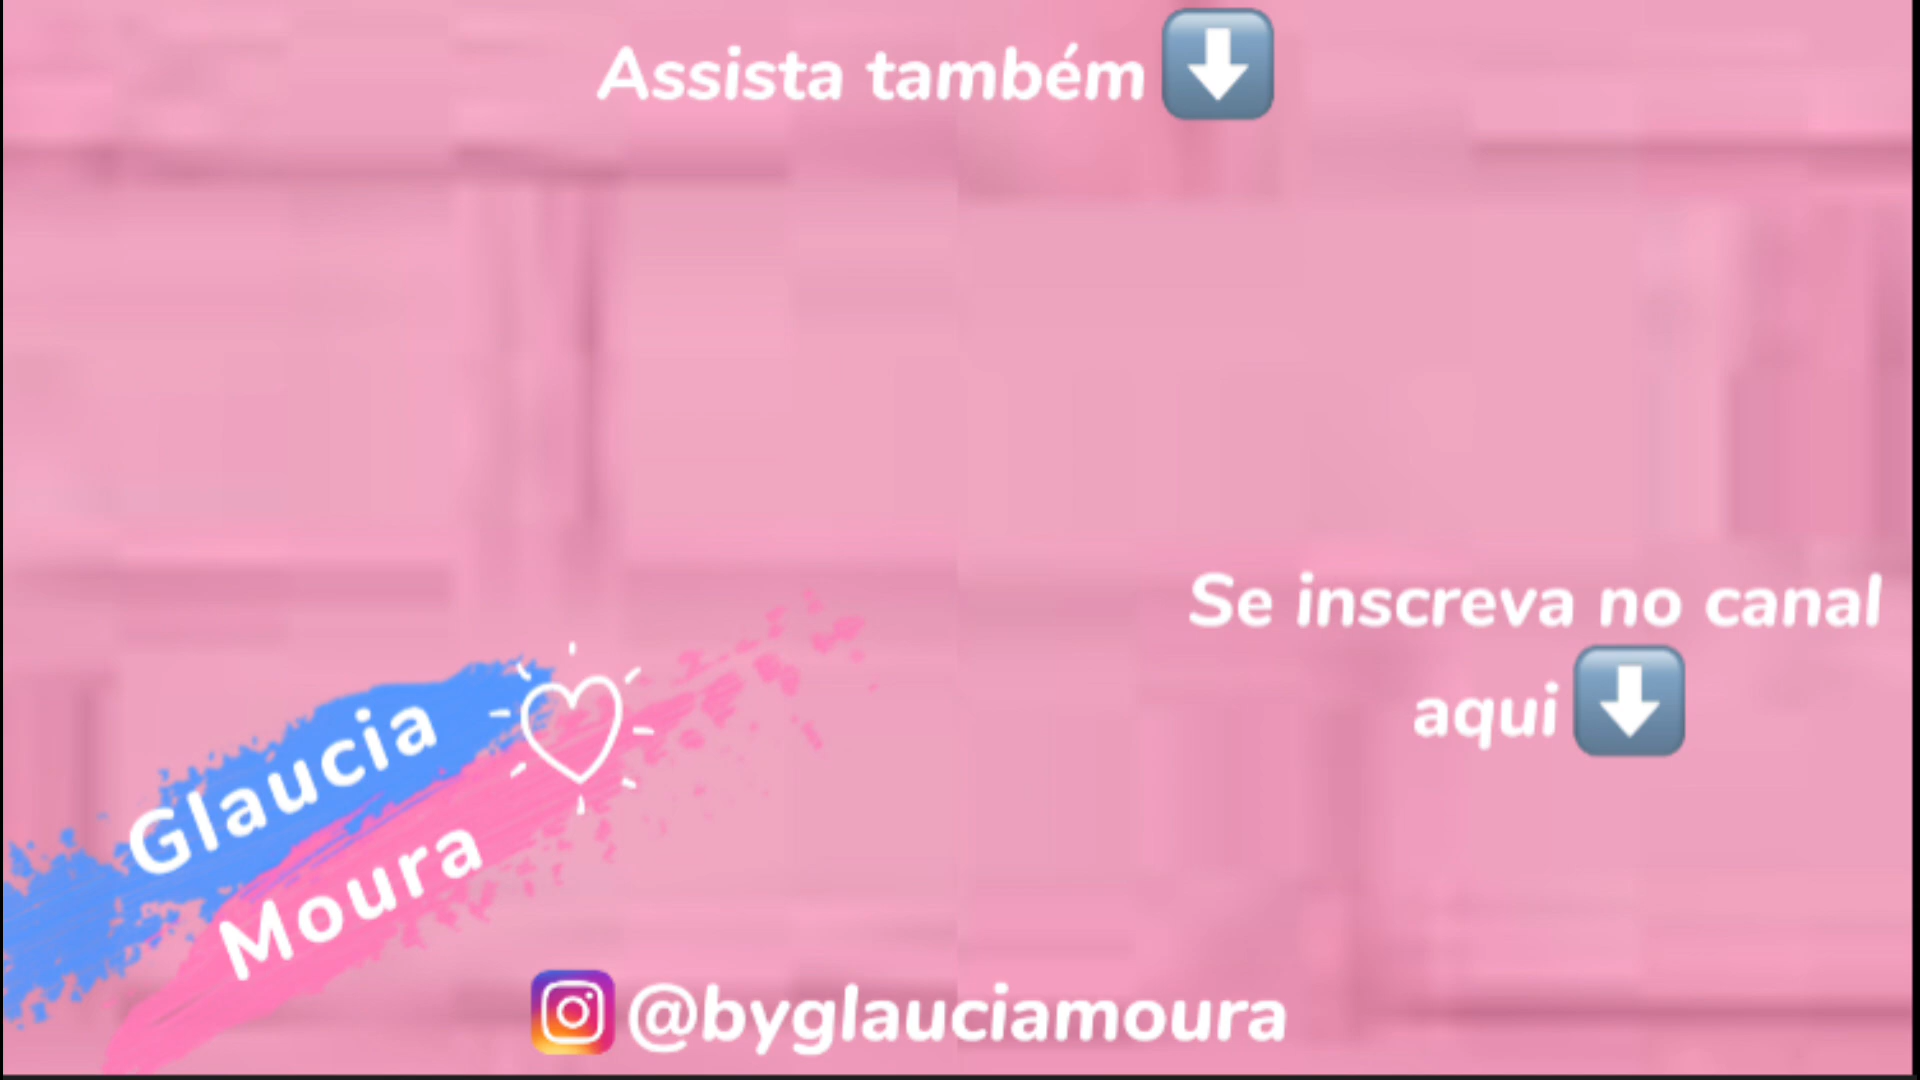 Assista também ⬇️
Se inscreva no canal
aqui ⬇️
Glaucia
Moura
@byglauciamoura